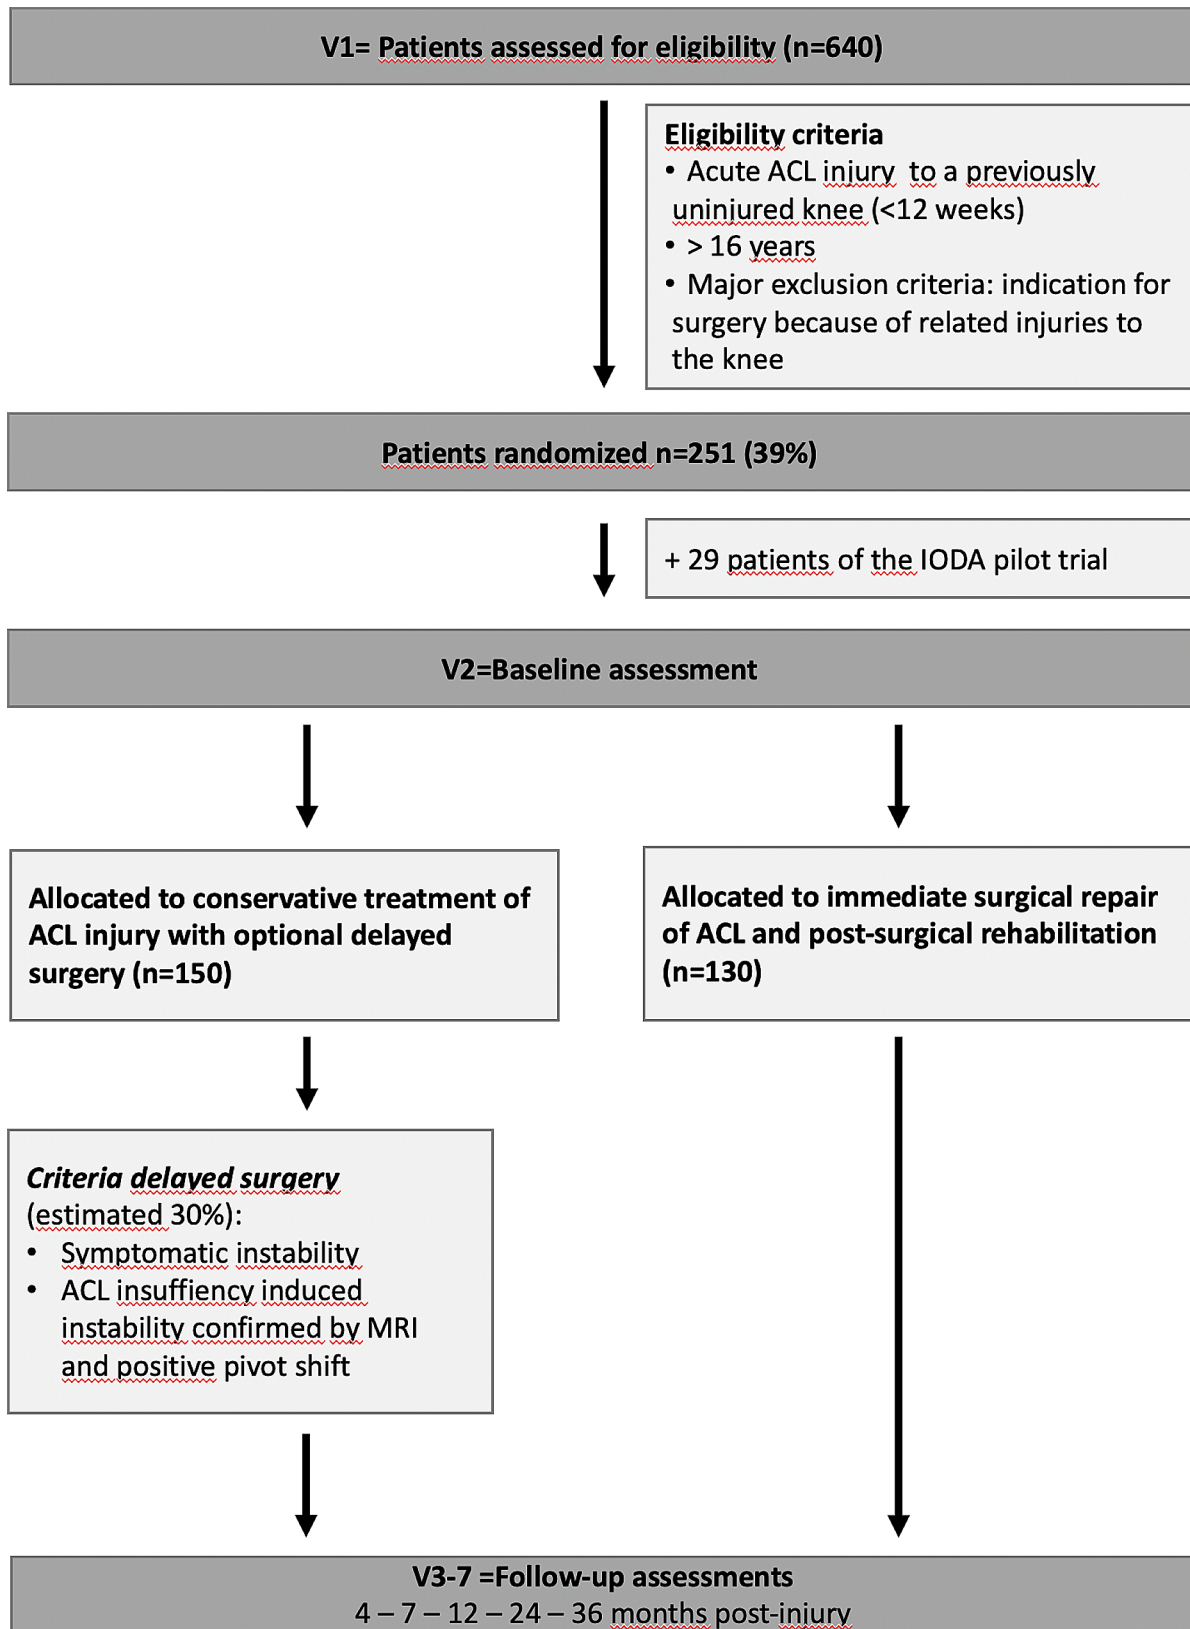 V1= Patients assessed for eligibility (n=640)
Eligibility criteria
• Acute ACL injury to a previously
uninjured knee (<12 weeks)
• > 16 years
• Major exclusion criteria: indication for
surgery because of related injuries to
the knee
Patients randomized n=251 (39%)
+ 29 patients of the IODA pilot trial
V2=Baseline assessment
Allocated to conservative treatment of
ACL injury with optional delayed
surgery (n=150)
Allocated to immediate surgical repair
of ACL and post-surgical rehabilitation
(n=130)
Criteria delayed surgery
(estimated 30%):
• Symptomatic instability
• ACL insuffiency induced
instability confirmed by MRI
and positive pivot shift
V3-7 =Follow-up assessments
4 – 7 – 12 – 24 – 36 months post-injury